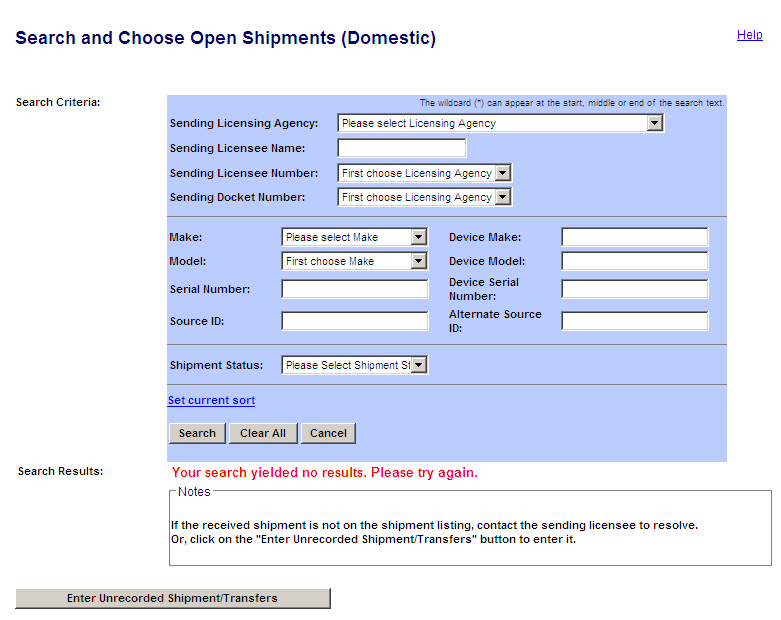 Search and Choose Open Shipments (Domestic)
Help
Search Criteria:
The wildcard (*) can appear at the start, middle or end of the search text.
Sending Licensing Agency: Please select Licensing Agency
Sending Licensee Name:
Sending Licensee Number: First choose Licensing Agency
Sending Docket Number: First choose Licensing Agency
Make: Please select Make Device Make:
Model: First choose Make Device Model:
Serial Number: Device Serial
Number:
Source ID: Alternate Source
ID:
Shipment Status: Please Select Shipment St
Set current sort
Search Clear All Cancel
Search Results: Your search yielded no results. Please try again.
Notes
If the received shipment is not on the shipment listing, contact the sending licensee to resolve.
Or, click on the "Enter Unrecorded Shipment/Transfers" button to enter it.
Enter Unrecorded Shipment/Transfers